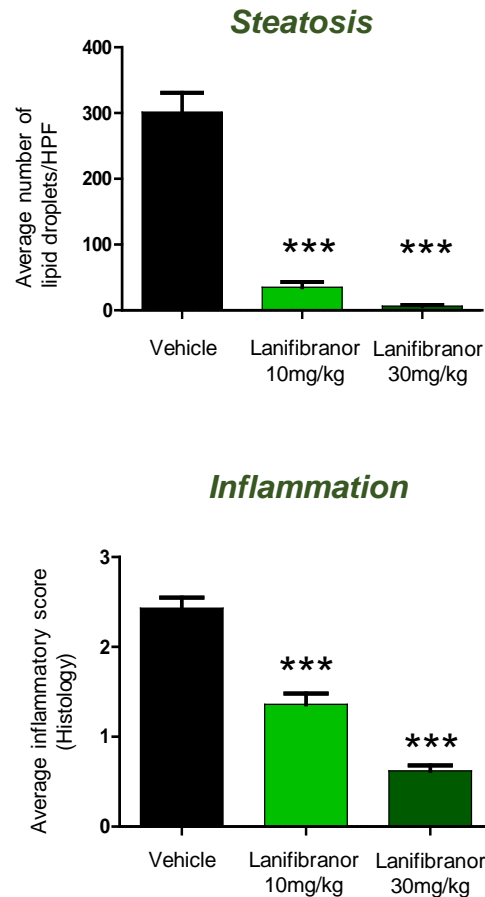 Steatosis
Average number of
lipid droplets/HPF
400
300
200
100
0
***
***
Vehicle
Lanifibranor
10mg/kg
Lanifibranor
30mg/kg
Inflammation
Average inflammatory score
(Histology)
3
2
1
0
***
***
Vehicle
Lanifibranor
10mg/kg
Lanifibranor
30mg/kg